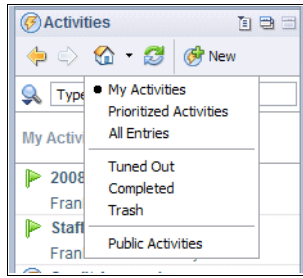 Activities
New
Type
My Activities
Prioritized Activities
All Entries
My Activ
Tuned Out
2008
Completed
Fran
Trash
Staff
Public Activities
Fran